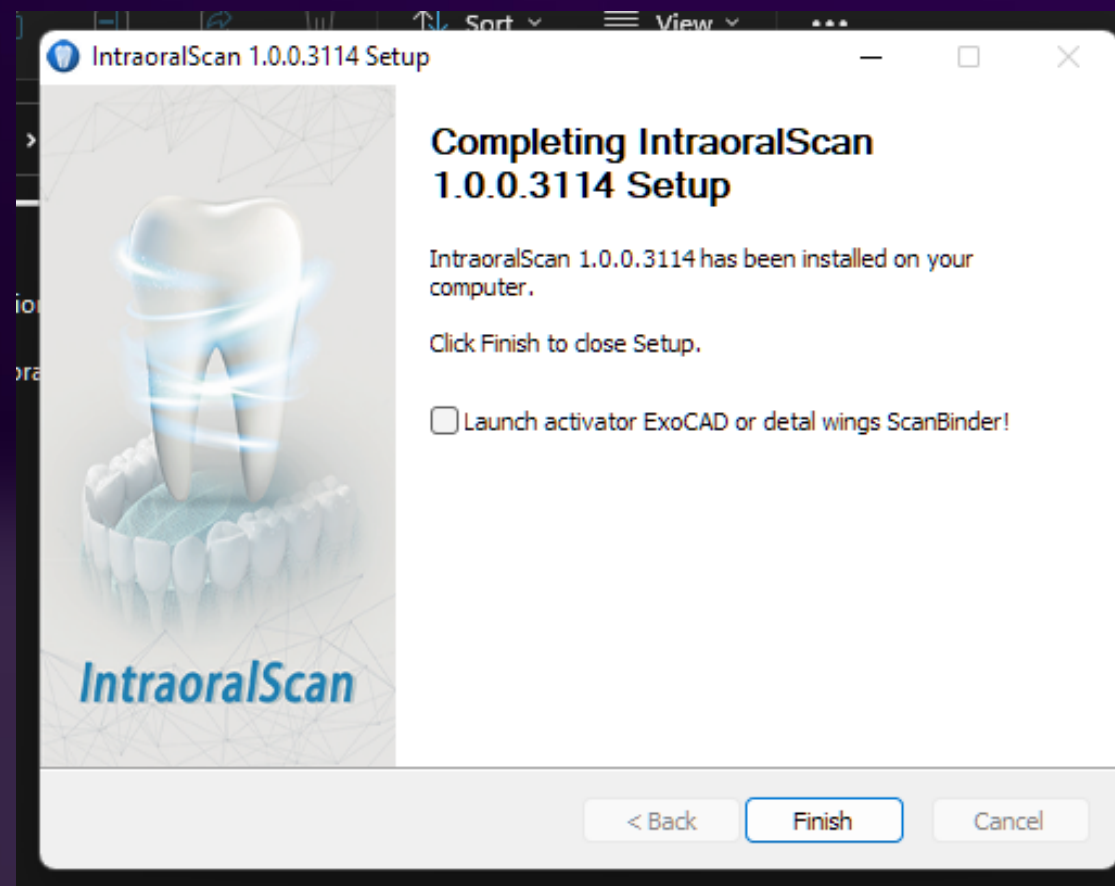 Sort
View
IntraoralScan 1.0.0.3114 Setup
Completing IntraoralScan
1.0.0.3114 Setup
IntraoralScan 1.0.0.3114 has been installed on your
computer.
Click Finish to close Setup.
Launch activator ExoCAD or detal wings ScanBinder!
IntraoralScan
< Back
Finish
Cancel